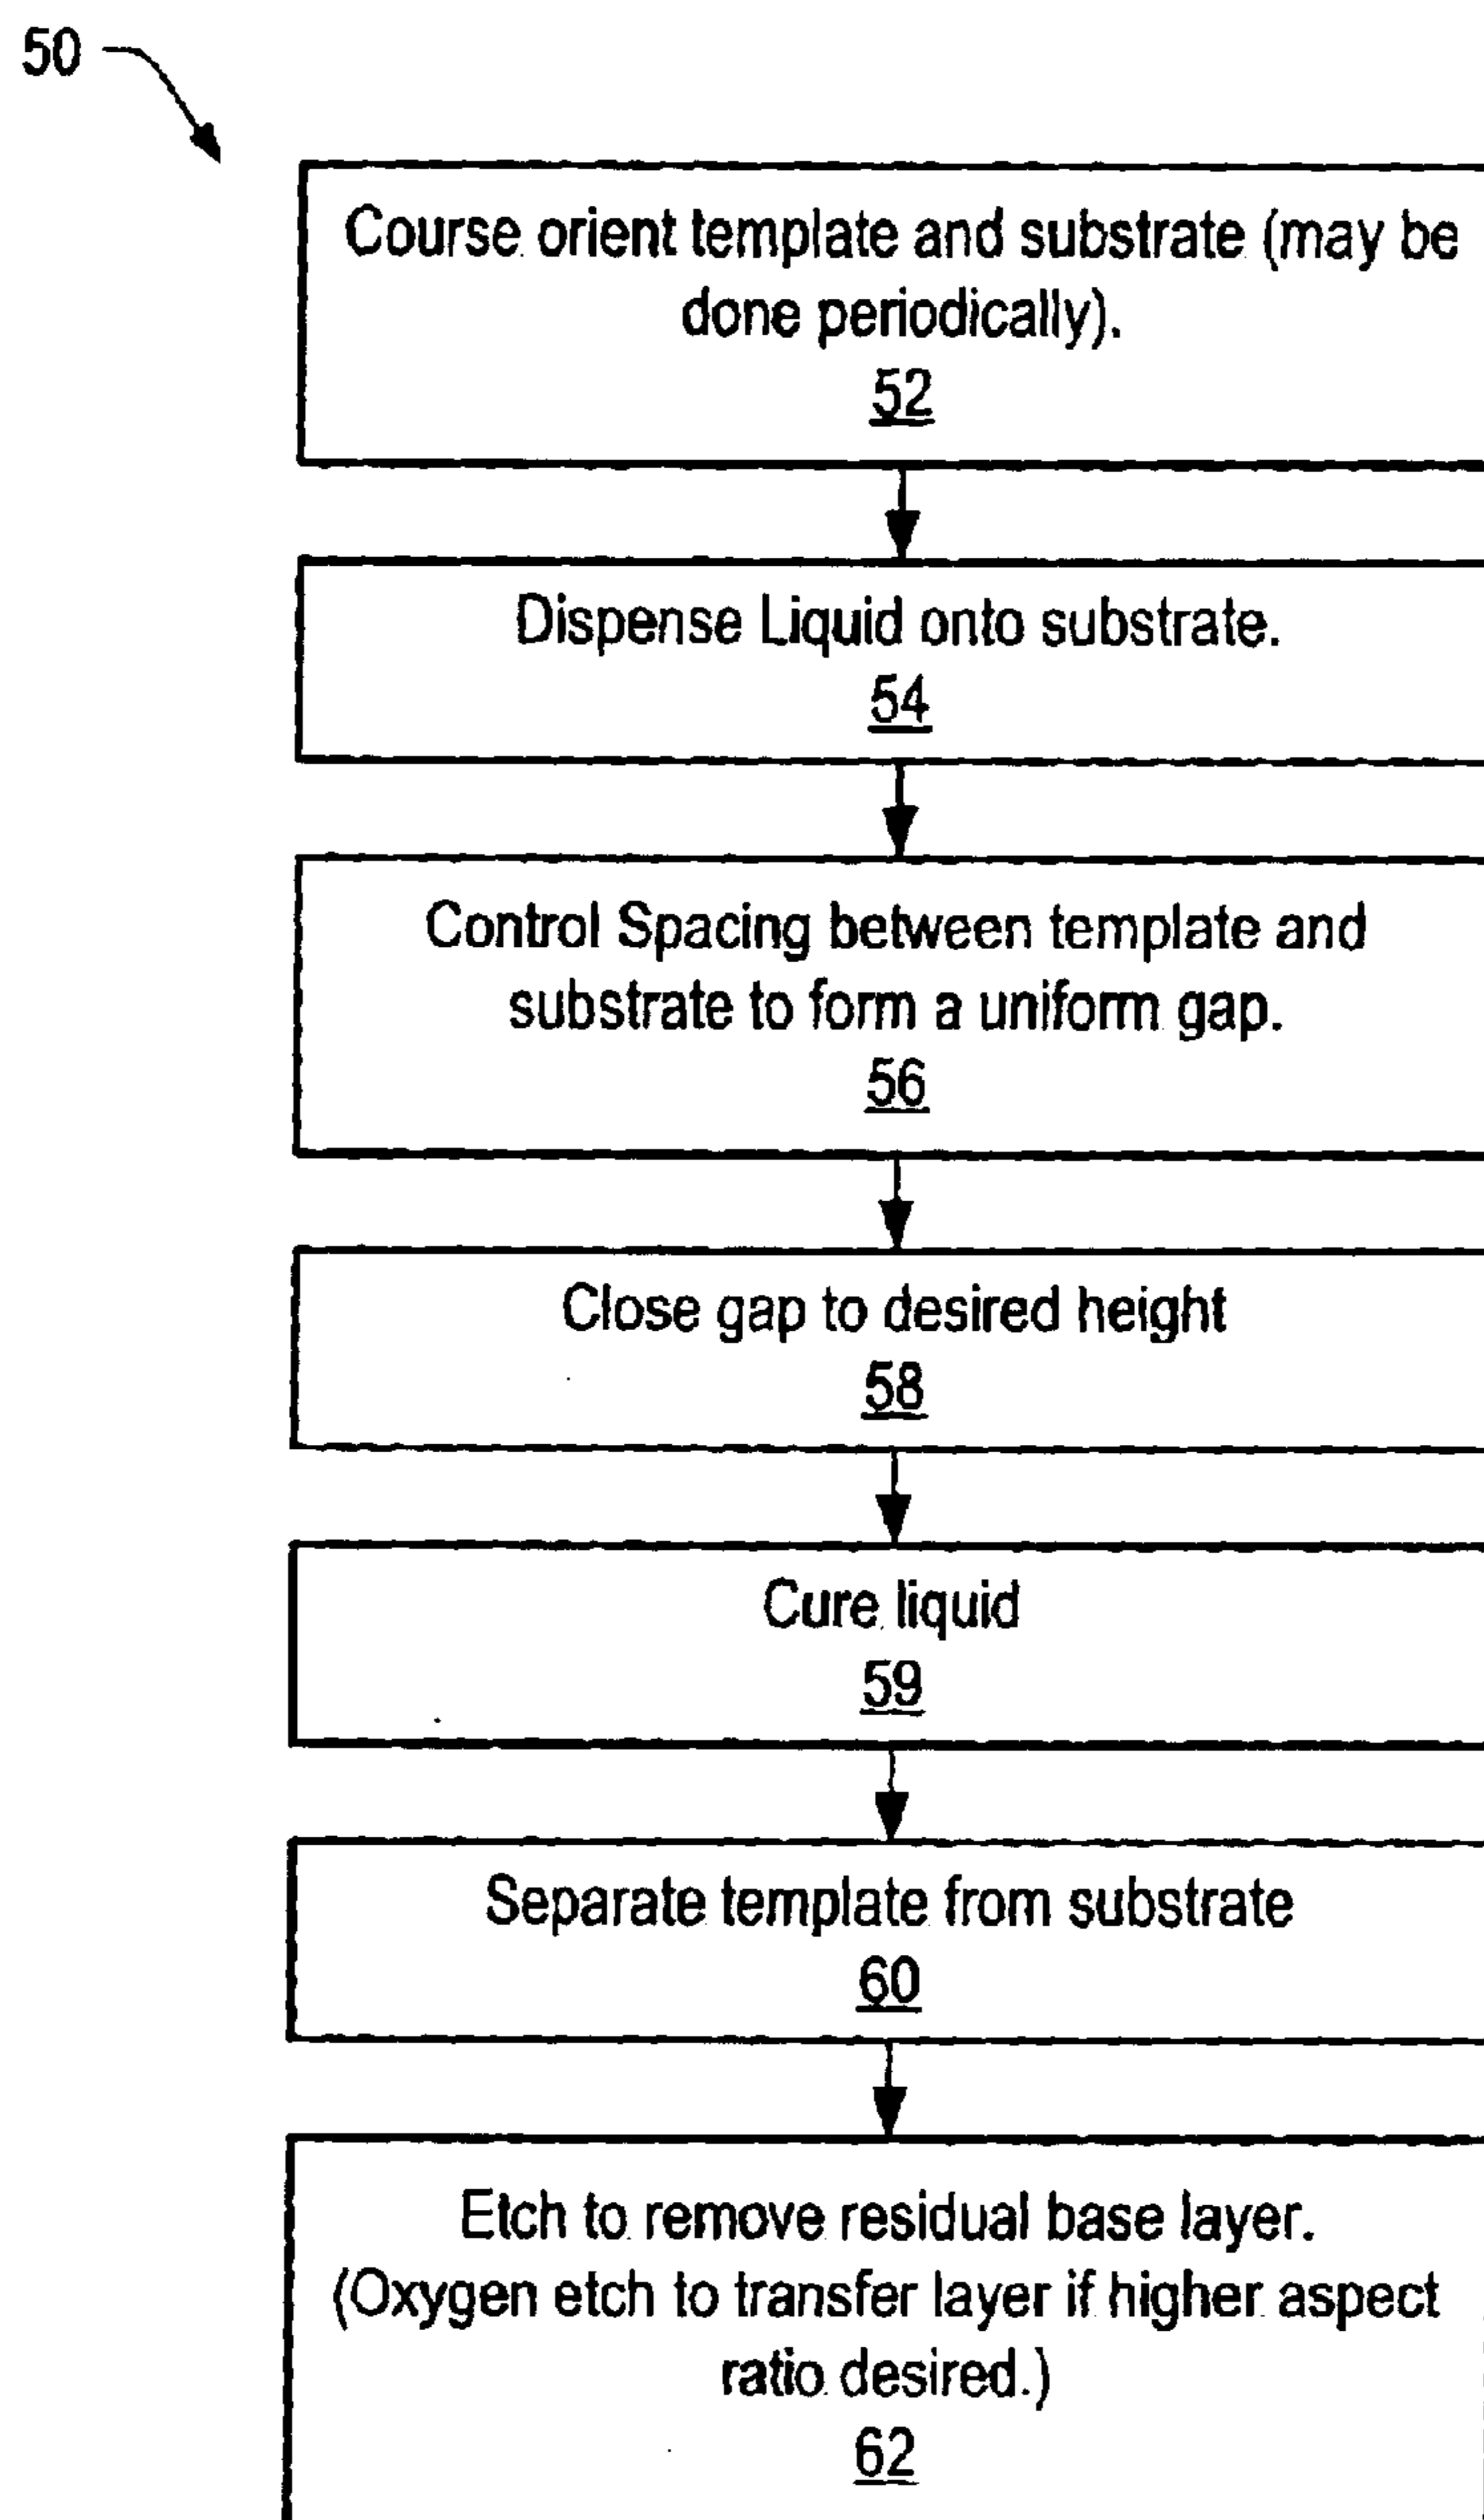 50
Course orient template and substrate (may be
done periodically).
52
Dispense Liquid onto substrate.
54
Control Spacing between template and
substrate to form a uniform gap.
56
Close gap to desired height
58
Cure liquid
59
Separate template from substrate
60
Etch to remove residual base layer.
(Oxygen etch to transfer layer if higher aspect
ratio desired.)
62